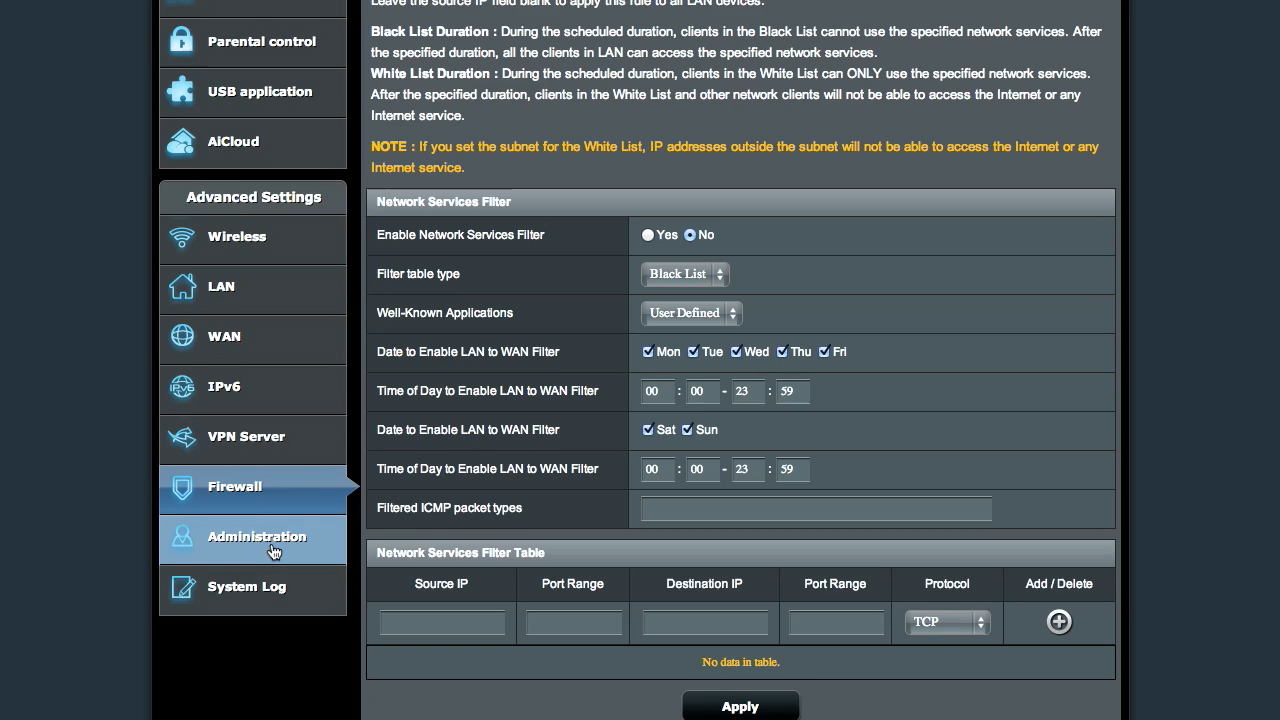 Leave the source IP field blank to apply this rule to all LAN devices.
Parental control
USB application
AiCloud
Advanced Settings
Wireless
LAN
WAN
IPv6
IPv6
VPN Server
Firewall
Administration
System Log
Black List Duration : During the scheduled duration, clients in the Black List cannot use the specified network services. After
the specified duration, all the clients in LAN can access the specified network services.
White List Duration : During the scheduled duration, clients in the White List can ONLY use the specified network services.
After the specified duration, clients in the White List and other network clients will not be able to access the Internet or any
Internet service.
NOTE : If you set the subnet for the White List, IP addresses outside the subnet will not be able to access the Internet or any
Internet service.
Network Services Filter
Enable Network Services Filter Yes No
Filter table type Black List
Well-Known Applications User Defined
Date to Enable LAN to WAN Filter Mon Tue Wed Thu Fri
Time of Day to Enable LAN to WAN Filter 00 : 00 - 23 : 59
Date to Enable LAN to WAN Filter Sat Sun
Time of Day to Enable LAN to WAN Filter 00 : 00 - 23 : 59
Filtered ICMP packet types
Network Services Filter Table
Source IP Port Range Destination IP Port Range Protocol Add / Delete
TCP
No data in table.
Apply